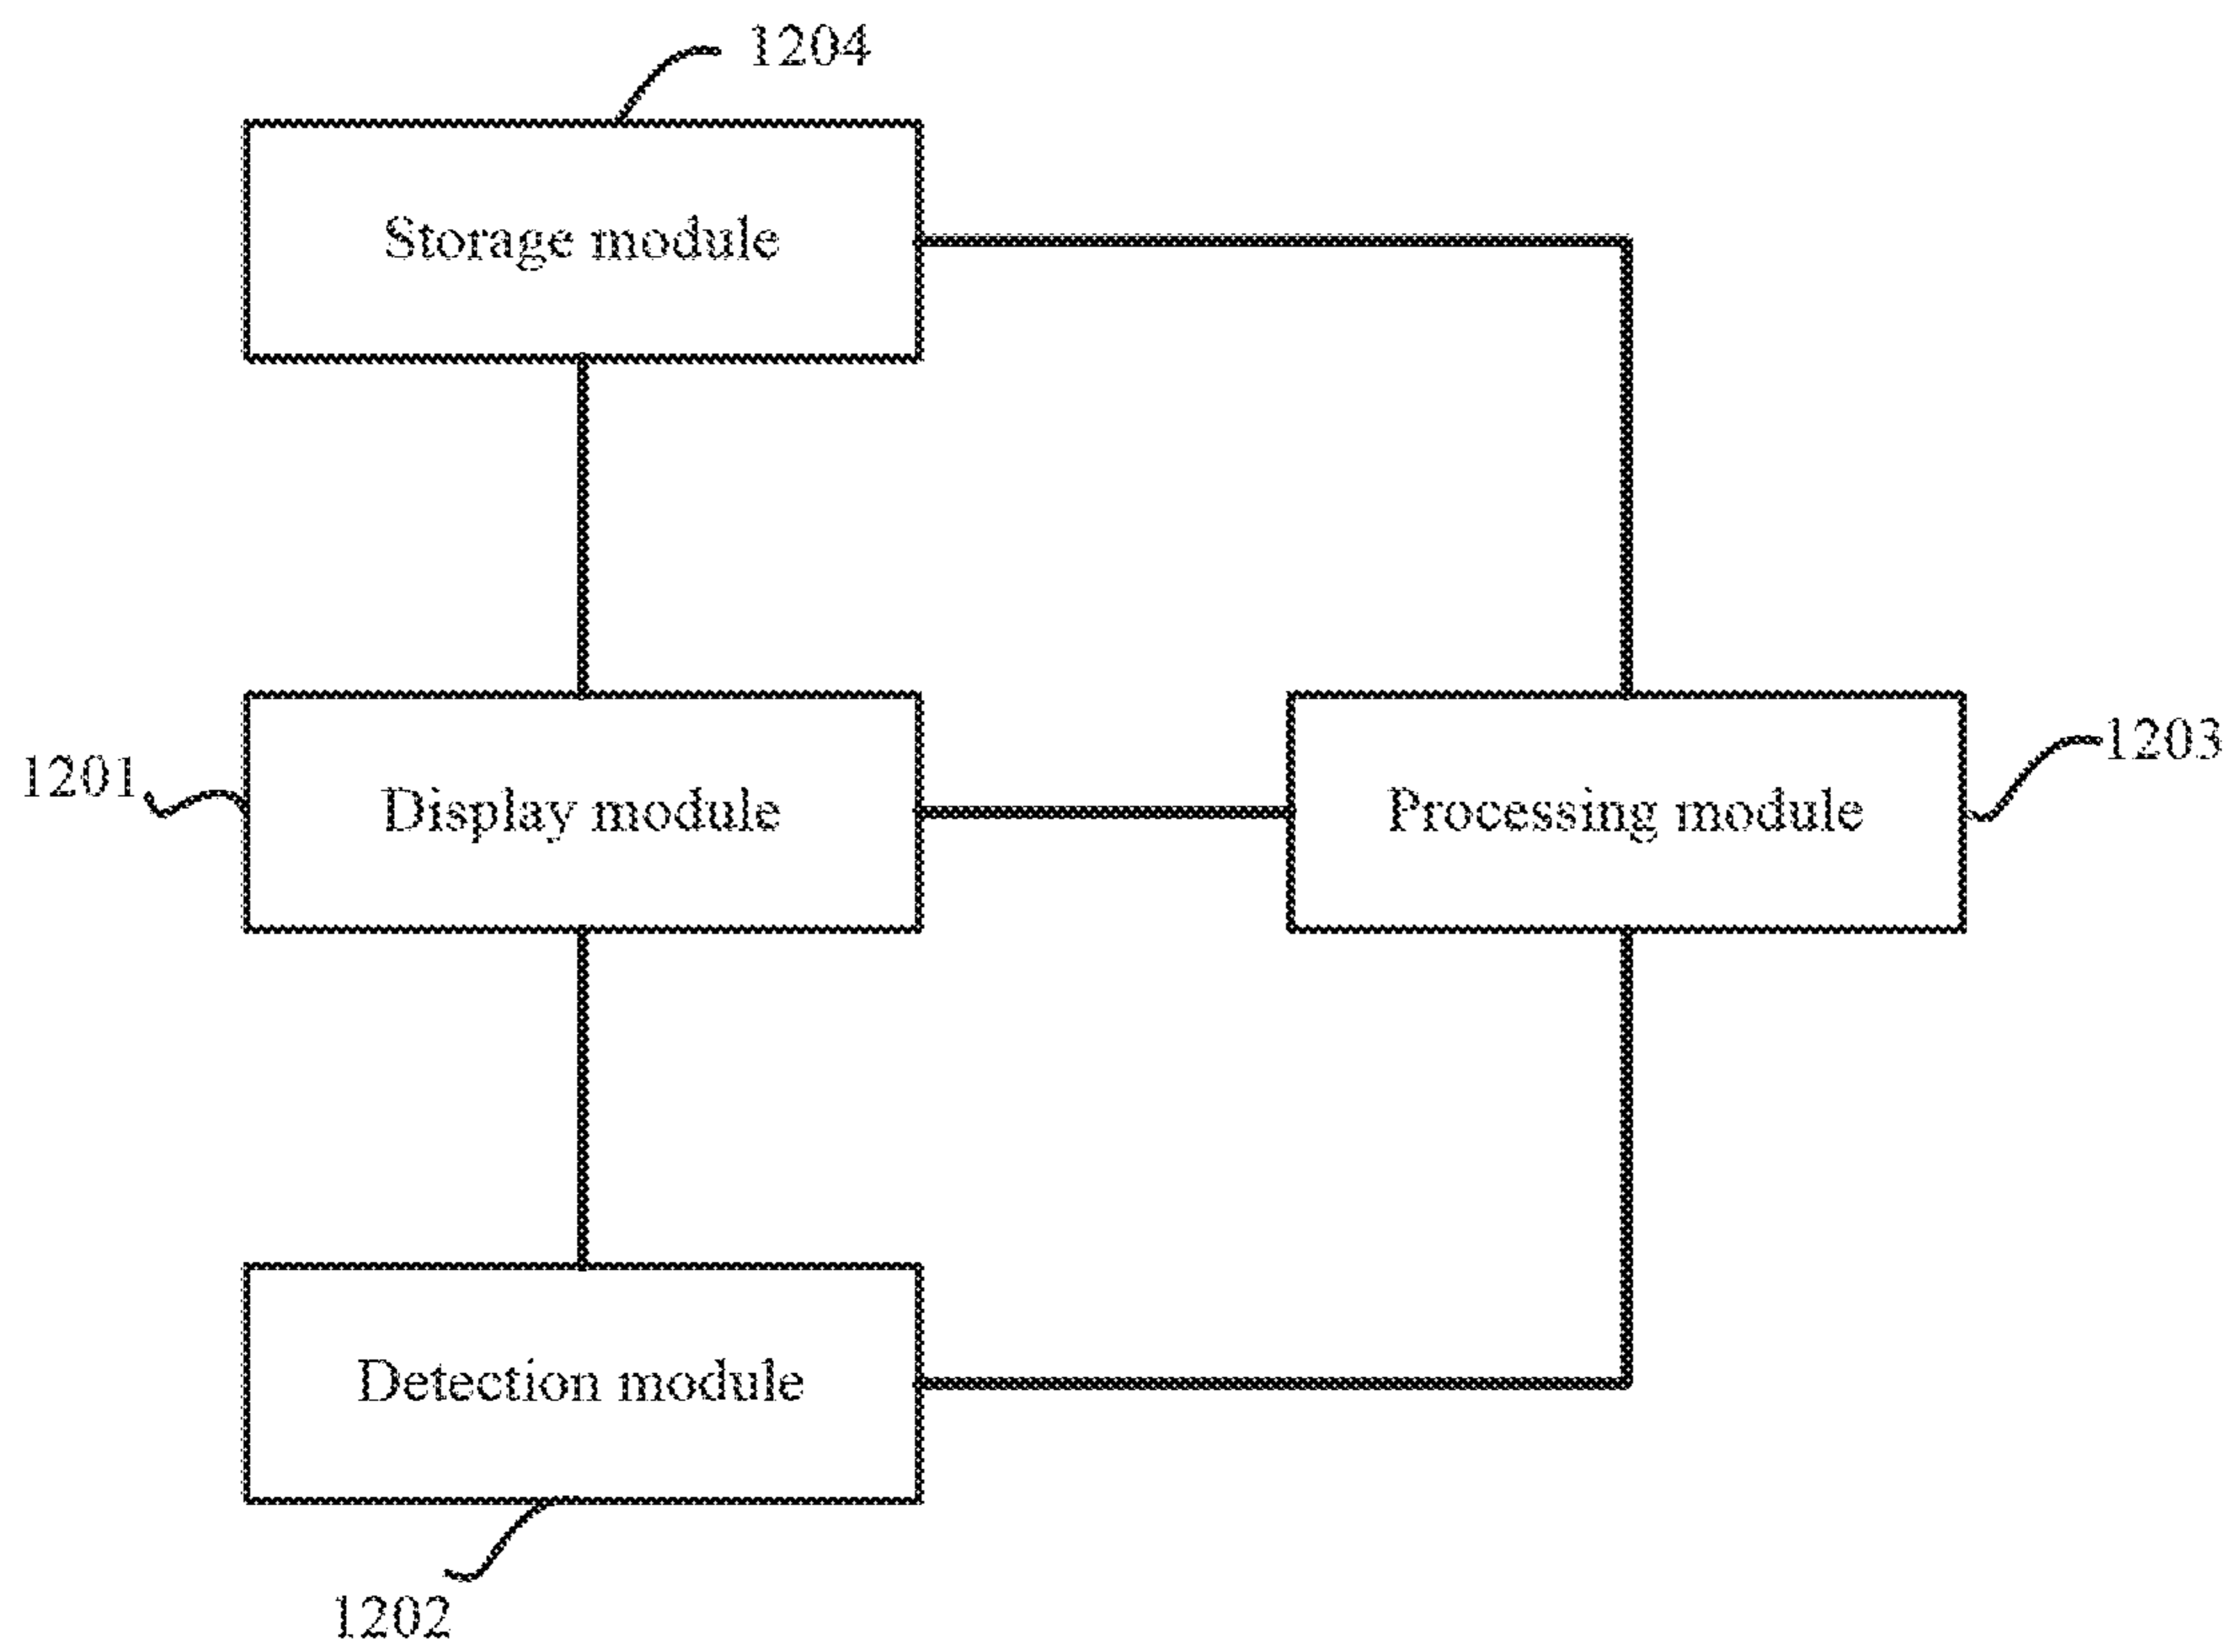 1204
Storage module
1201
Display module
Processing module
1203
Detection module
1202